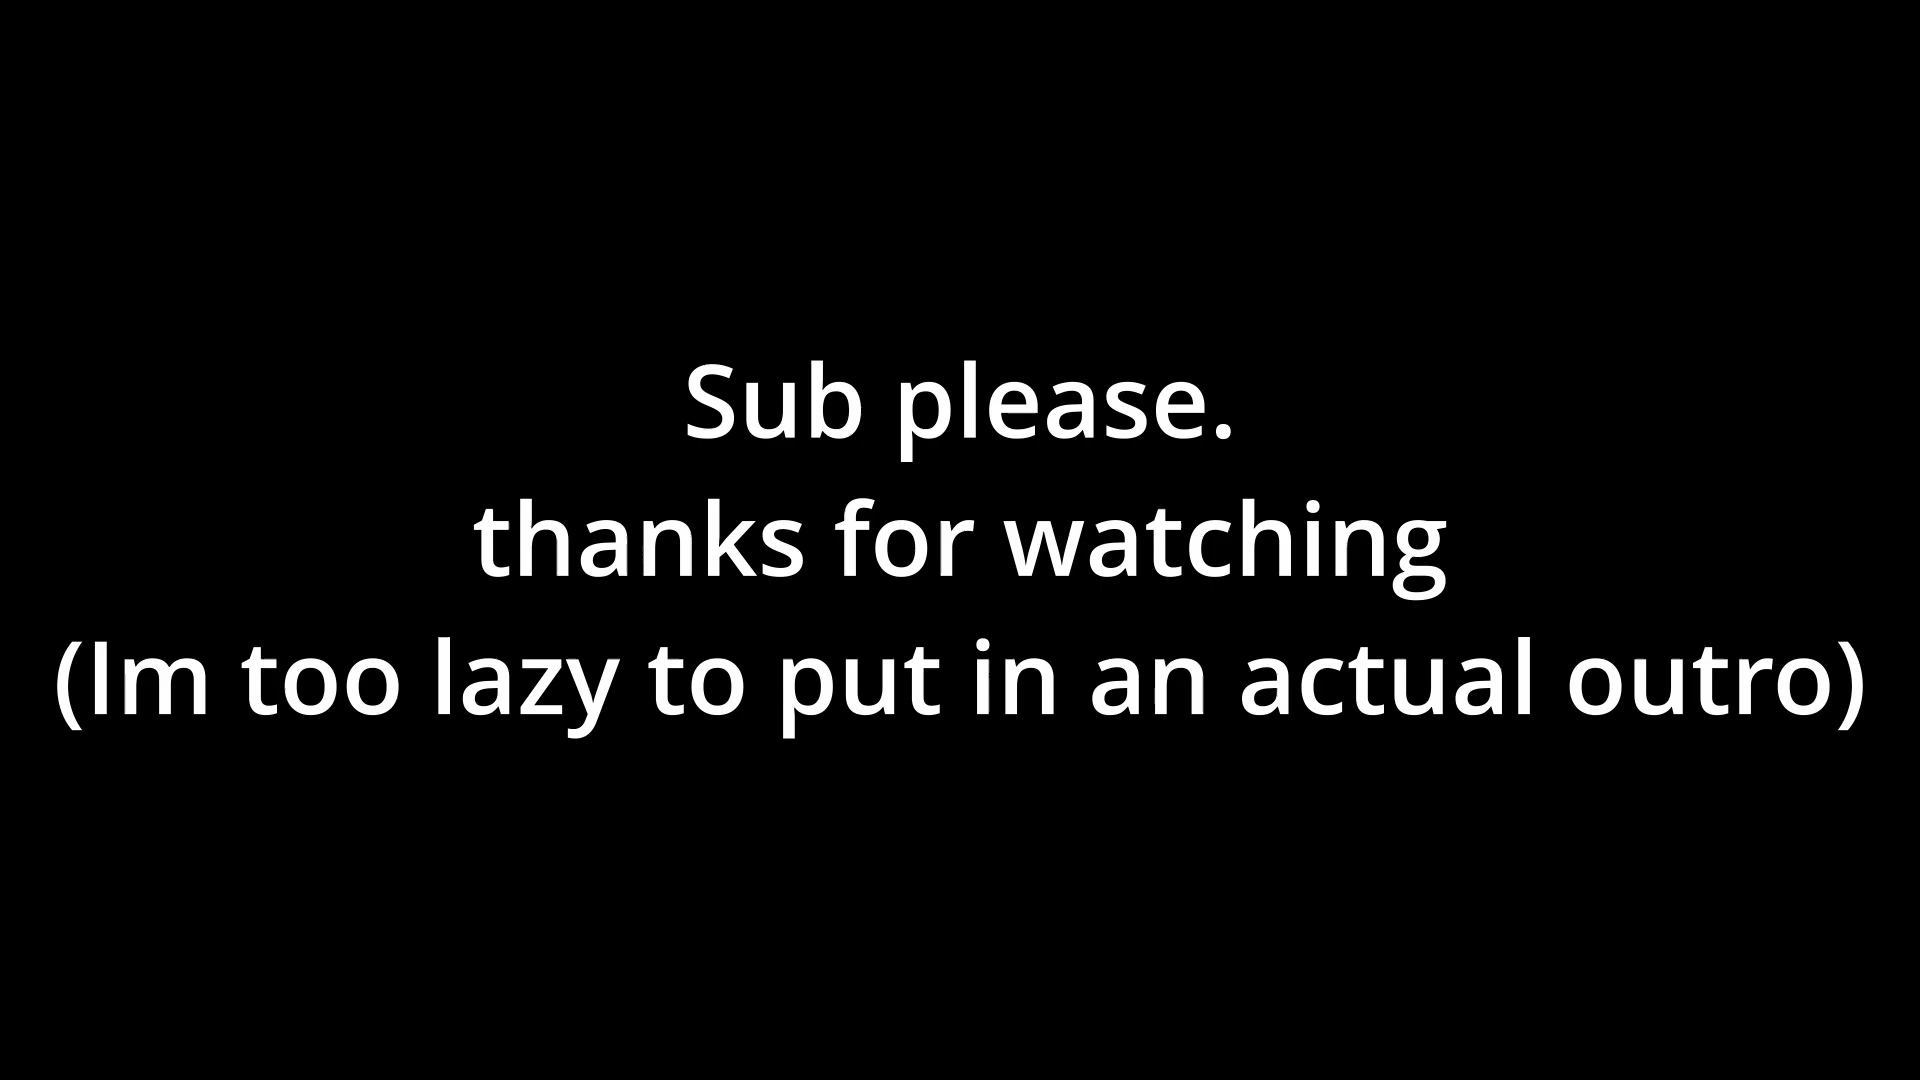 Sub please.
thanks for watching
(Im too lazy to put in an actual outro)